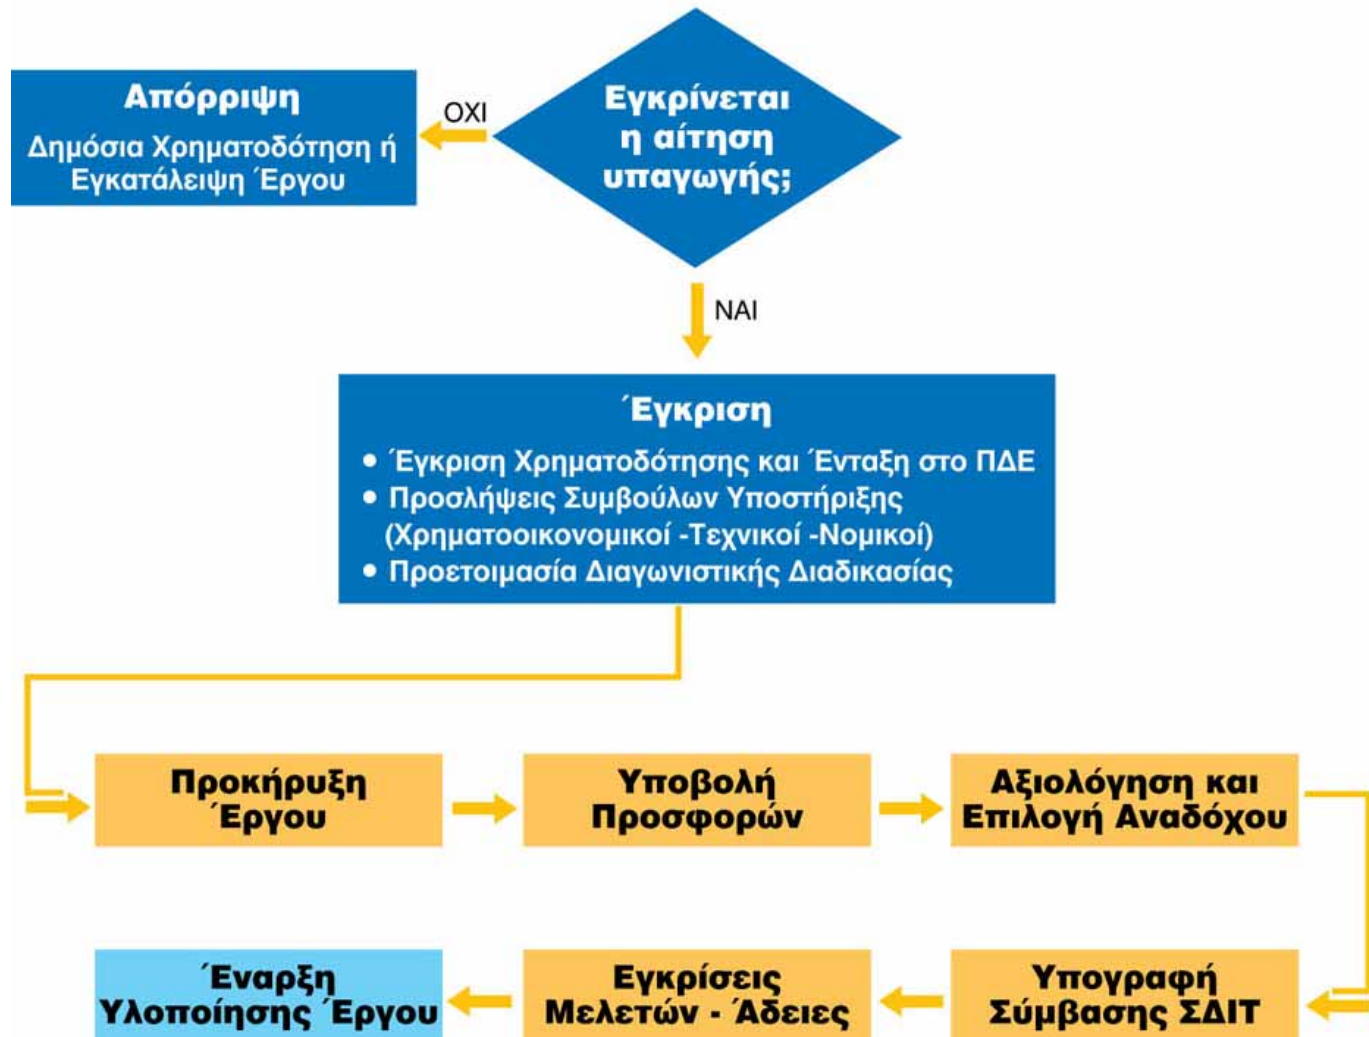 Εγκρίνεται
η αίτηση
υπαγωγής;
ΟΧΙ
Απόρριψη
Δημόσια Χρηματοδότηση ή
Εγκατάλειψη Έργου
ΝΑΙ
Έγκριση
• Έγκριση Χρηματοδότησης και Ένταξη στο ΠΔΕ
• Προσλήψεις Συμβούλων Υποστήριξης
(Χρηματοοικονομικοί -Τεχνικοί -Νομικοί)
• Προετοιμασία Διαγωνιστικής Διαδικασίας
Προκήρυξη
Έργου
Υποβολή
Προσφορών
Αξιολόγηση και
Επιλογή Αναδόχου
Υπογραφή
Σύμβασης ΣΔΙΤ
Εγκρίσεις
Μελετών - Άδειες
Έναρξη
Υλοποίησης Έργου